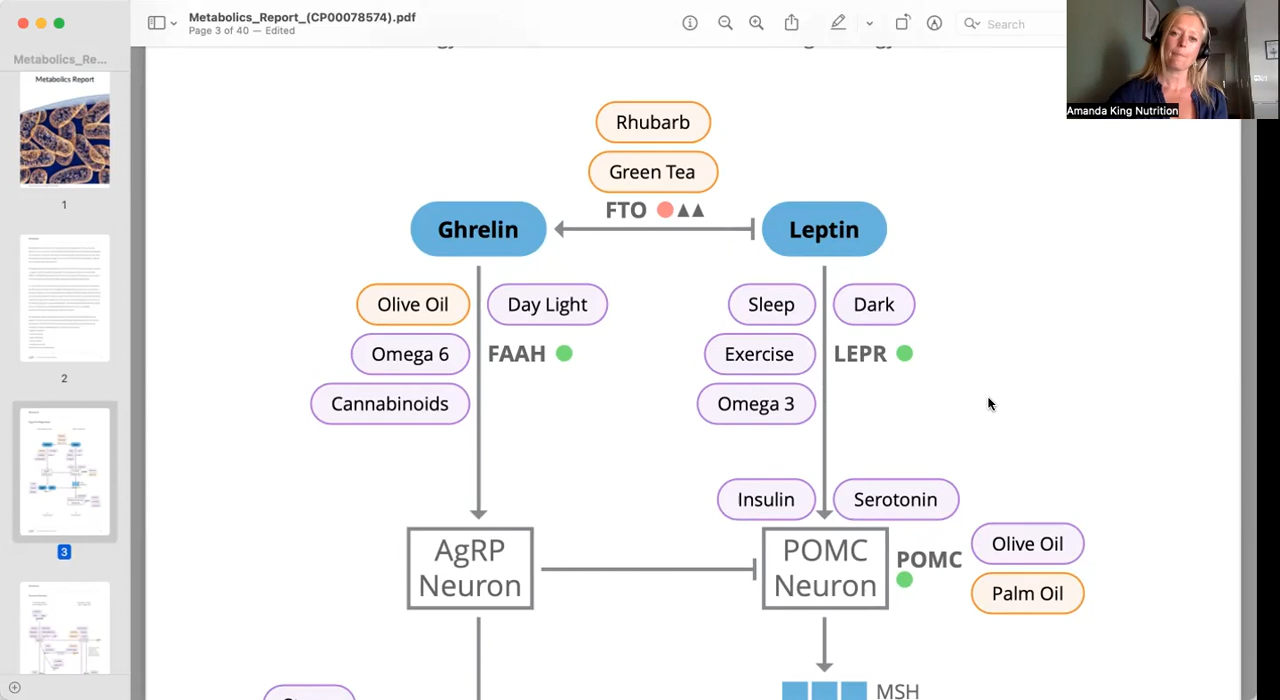 Metabolics_Report_(CP00078574).pdf
Page 3 of 40 — Edited
Search
Amanda King Nutrition
Metabolics_Re...
Metabolics Report
1
2
3
Rhubarb
Green Tea
FTO
Ghrelin
Leptin
Olive Oil
Day Light
Sleep
Dark
Omega 6
FAAH
Exercise
LEPR
Cannabinoids
Omega 3
Insulin
Serotonin
AgRP
Neuron
POMC
Neuron
POMC
Olive Oil
Palm Oil
MSH